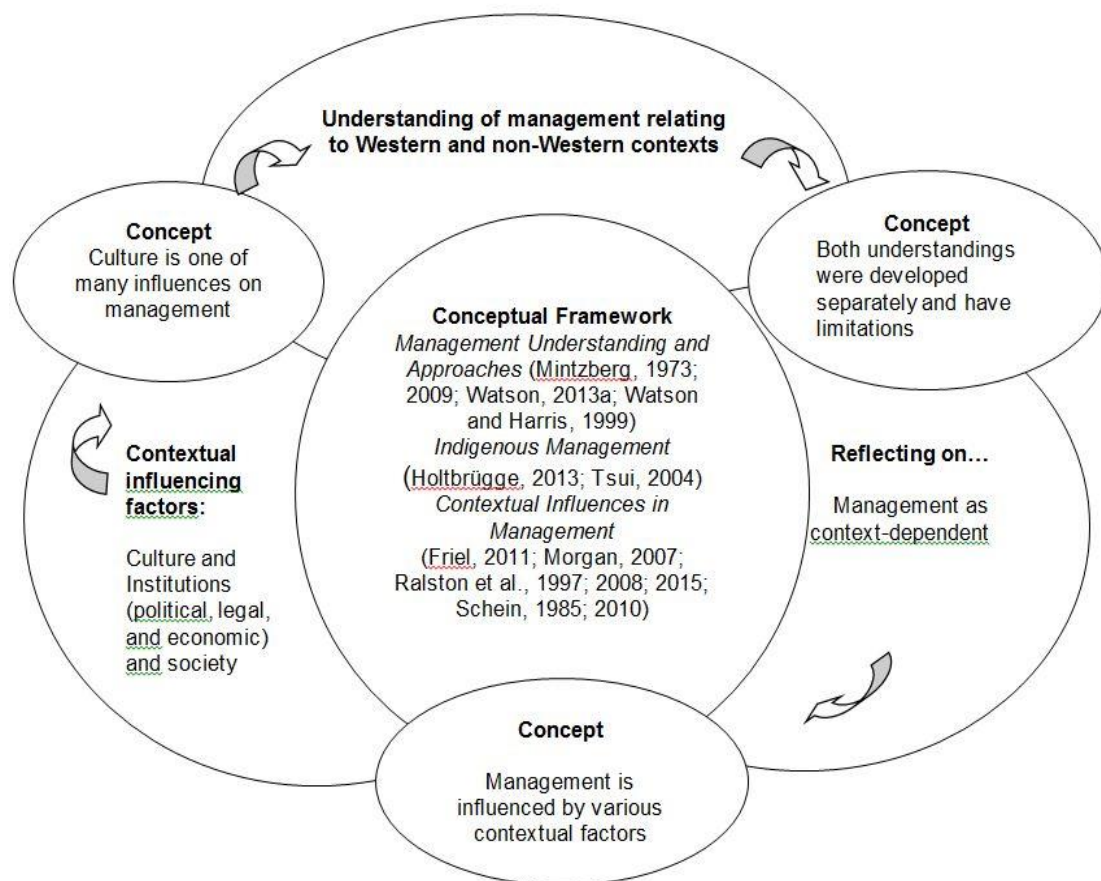 Understanding of management relating
to Western and non-Western contexts
Concept
Culture is one of
many influences on
management
Concept
Both understandings
were developed
separately and have
limitations
Conceptual Framework
Management Understanding and
Approaches (Mintzberg, 1973;
2009; Watson, 2013a; Watson
and Harris, 1999)
Indigenous Management
(Holtbrügge, 2013; Tsui, 2004)
Contextual Influences in
Management
(Friel, 2011; Morgan, 2007;
Ralston et al., 1997; 2008; 2015;
Schein, 1985; 2010)
Contextual
influencing
factors:
Culture and
Institutions
(political, legal,
and economic)
and society
Reflecting on…
Management as
context-dependent
Concept
Management is
influenced by various
contextual factors